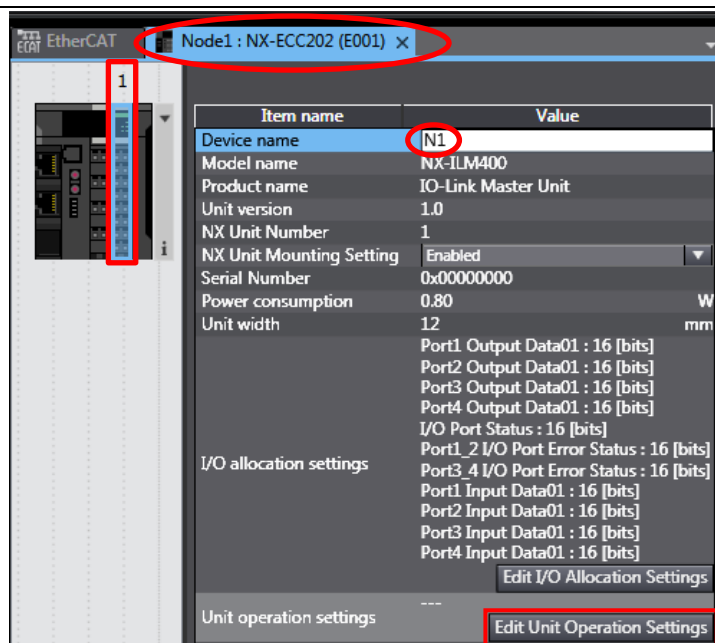 ECAT EtherCAT Node1 : NX-ECC202 (E001) ×
1
Item name Value
Device name N1
Model name NX-ILM400
Product name IO-Link Master Unit
Unit version 1.0
NX Unit Number 1
NX Unit Mounting Setting Enabled
Serial Number 0x00000000
Power consumption 0.80 W
Unit width 12 mm
I/O allocation settings
Port1 Output Data01 : 16 [bits]
Port2 Output Data01 : 16 [bits]
Port3 Output Data01 : 16 [bits]
Port4 Output Data01 : 16 [bits]
I/O Port Status : 16 [bits]
Port1_2 I/O Port Error Status : 16 [bits]
Port3_4 I/O Port Error Status : 16 [bits]
Port1 Input Data01 : 16 [bits]
Port2 Input Data01 : 16 [bits]
Port3 Input Data01 : 16 [bits]
Port4 Input Data01 : 16 [bits]
Edit I/O Allocation Settings
Unit operation settings ---
Edit Unit Operation Settings